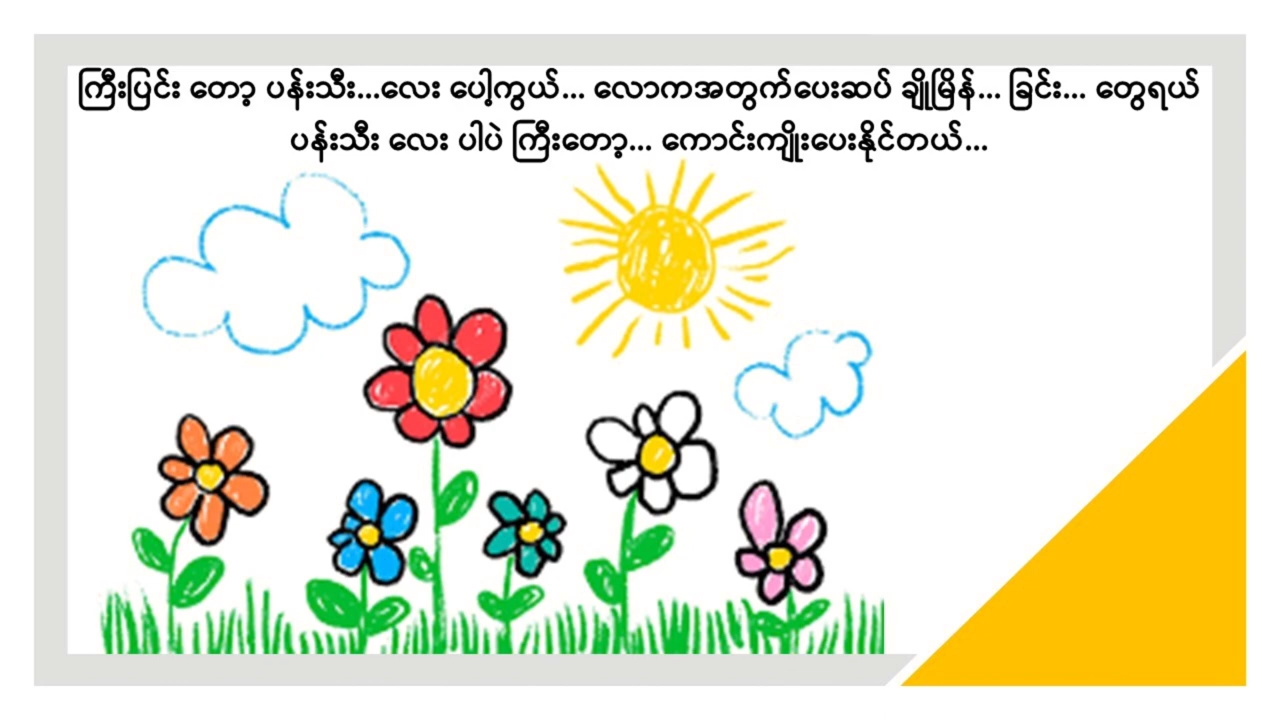 ကြီးပြင်း တော့ ပန်းသီး...လေး ပေါ့ကွယ်... လောကအတွက်ပေးဆပ် ချိုမြိန်... ခြင်း... တွေရယ်
ပန်းသီး လေး ပါပဲ ကြီးတော့... ကောင်းကျိုးပေးနိုင်တယ်...